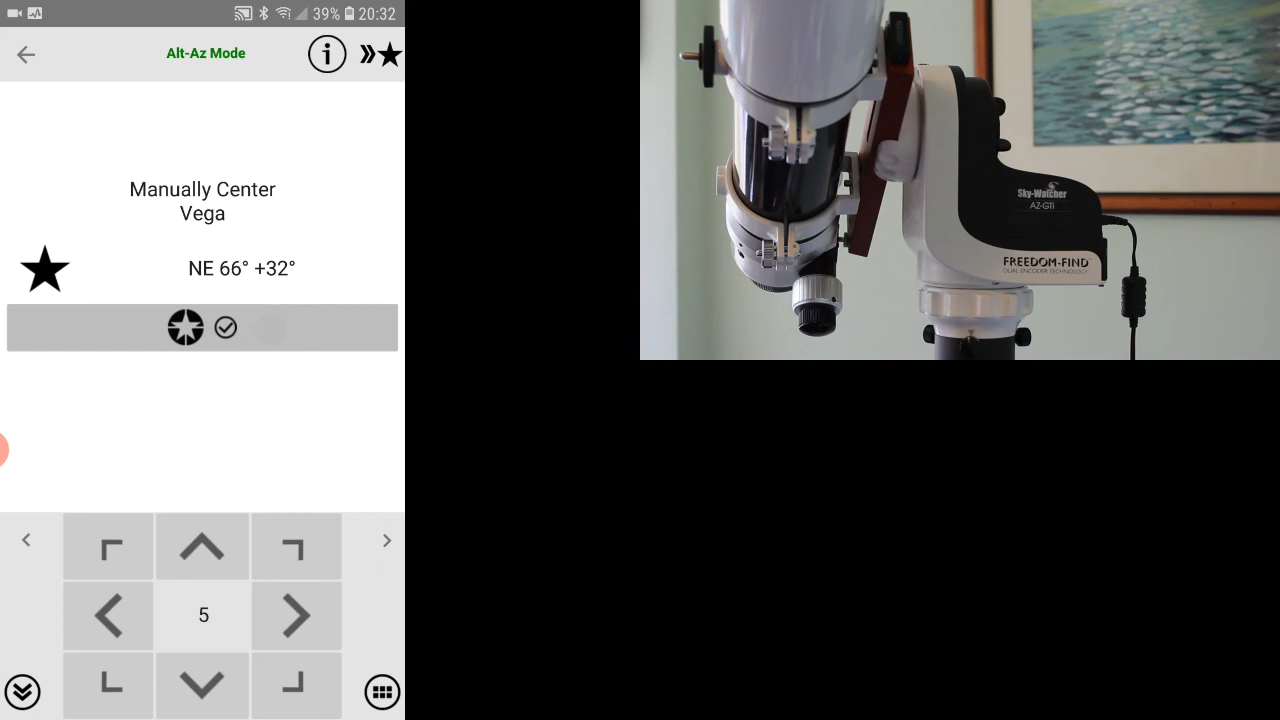 39% 20:32
Alt-Az Mode
Manually Center
Vega
NE 66° +32°
5
Sky-Watcher
AZ-GTi
FREEDOM-FIND
DUAL ENCODER TECHNOLOGY